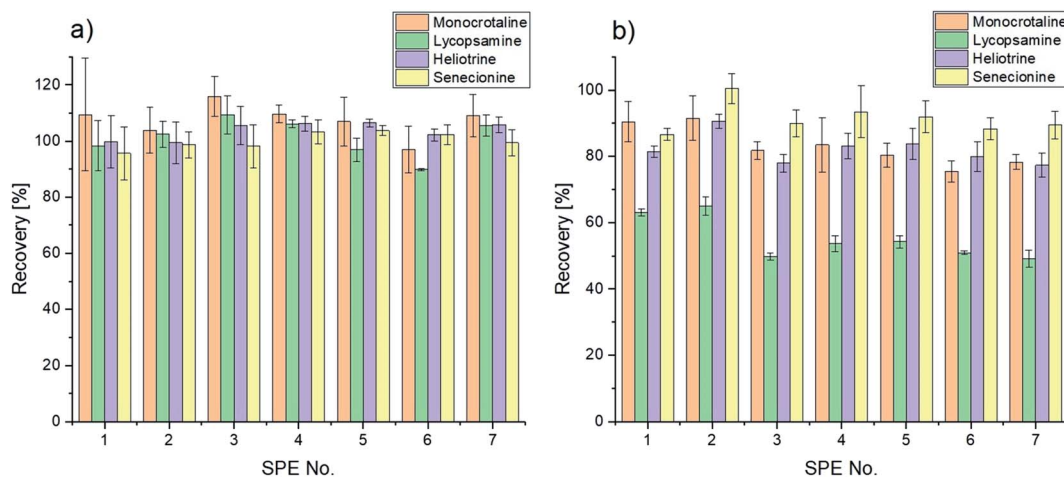 a)
Monocrotaline
Lycopsamine
Heliotrine
Senecionine
Recovery [%]
120
100
80
60
40
20
0
1 2 3 4 5 6 7
SPE No.
b)
Monocrotaline
Lycopsamine
Heliotrine
Senecionine
Recovery [%]
100
80
60
40
20
0
1 2 3 4 5 6 7
SPE No.